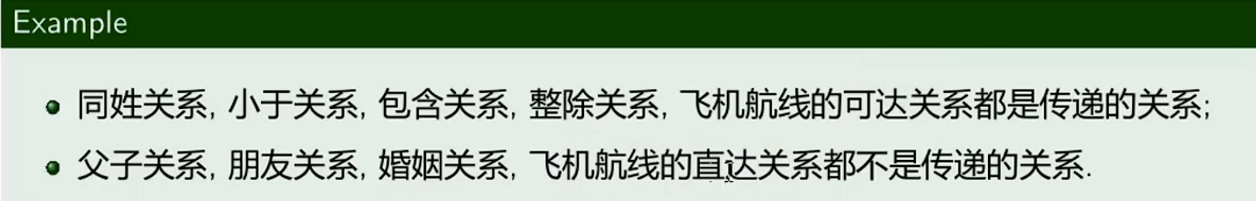 Example
同姓关系, 小于关系, 包含关系, 整除关系, 飞机航线的可达关系都是传递的关系;
父子关系, 朋友关系, 婚姻关系, 飞机航线的直达关系都不是传递的关系.